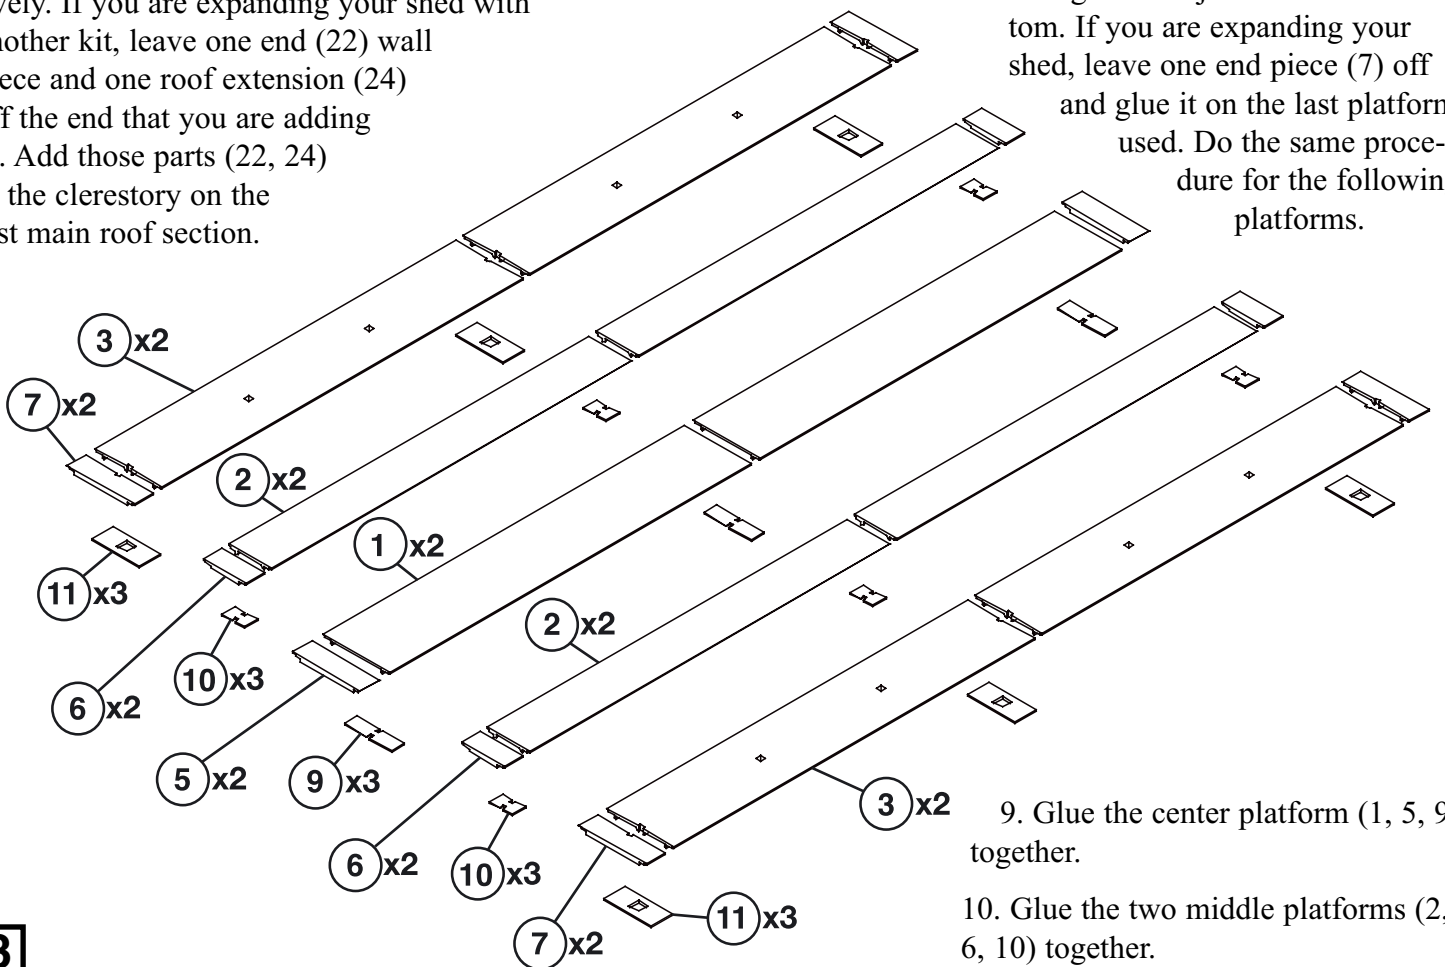 vely. If you are expanding your shed with
nother kit, leave one end (22) wall
ece and one roof extension (24)
ff the end that you are adding
. Add those parts (22, 24)
the clerestory on the
st main roof section.
tom. If you are expanding your
shed, leave one end piece (7) off
and glue it on the last platform
used. Do the same proce-
dure for the followin
platforms.
3 x2
7 x2
2 x2
1 x2
11 x3
2 x2
10 x3
6 x2
5 x2
9 x3
3 x2
6 x2
10 x3
11 x3
7 x2
9. Glue the center platform (1, 5, 9
together.
10. Glue the two middle platforms (2,
6, 10) together.